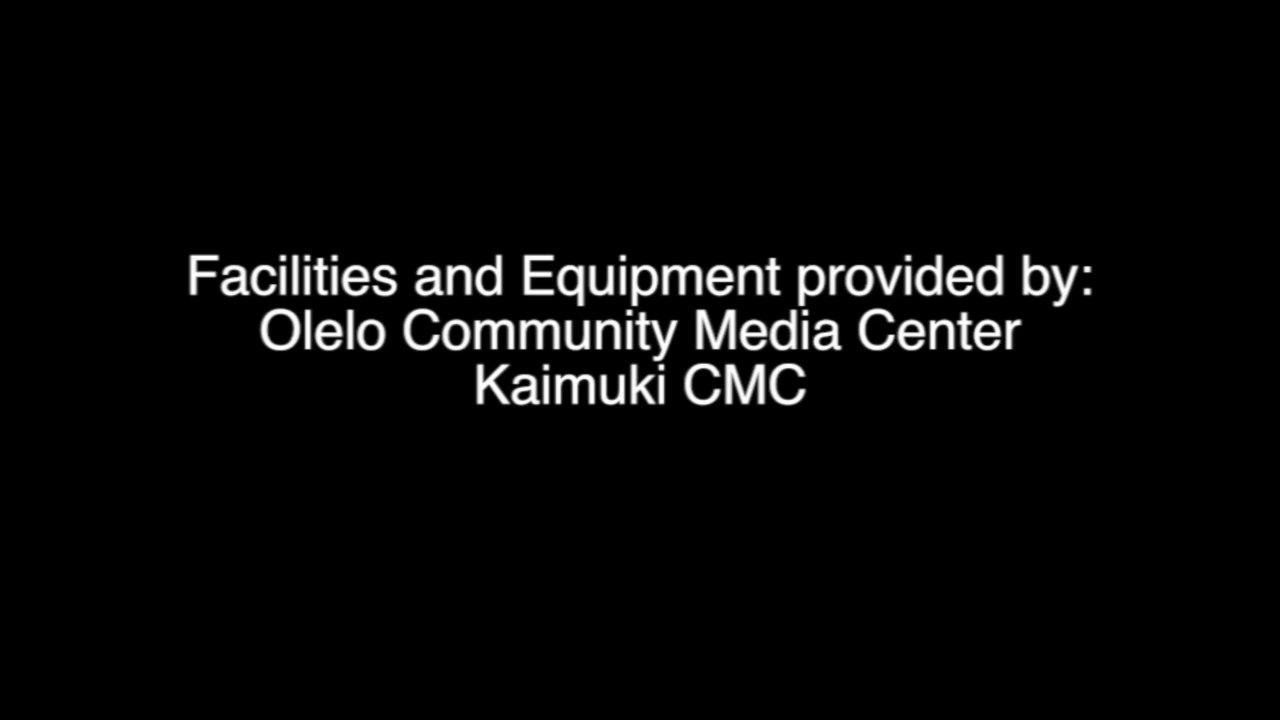 Facilities and Equipment provided by:
Olelo Community Media Center
Kaimuki CMC